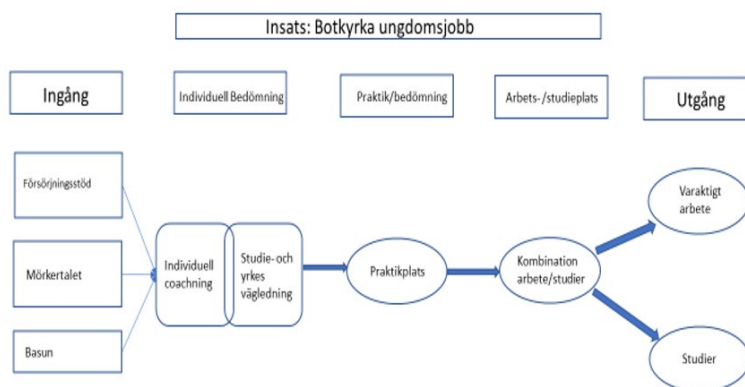 Insats: Botkyrka ungdomsjobb
Ingång
Individuell Bedömning
Praktik/bedömning
Arbets-/studieplats
Utgång
Försörjningsstöd
Mörkertalet
Basun
Individuell
coachning
Studie- och
yrkes
vägledning
Praktikplats
Kombination
arbete/studier
Varaktigt
arbete
Studier